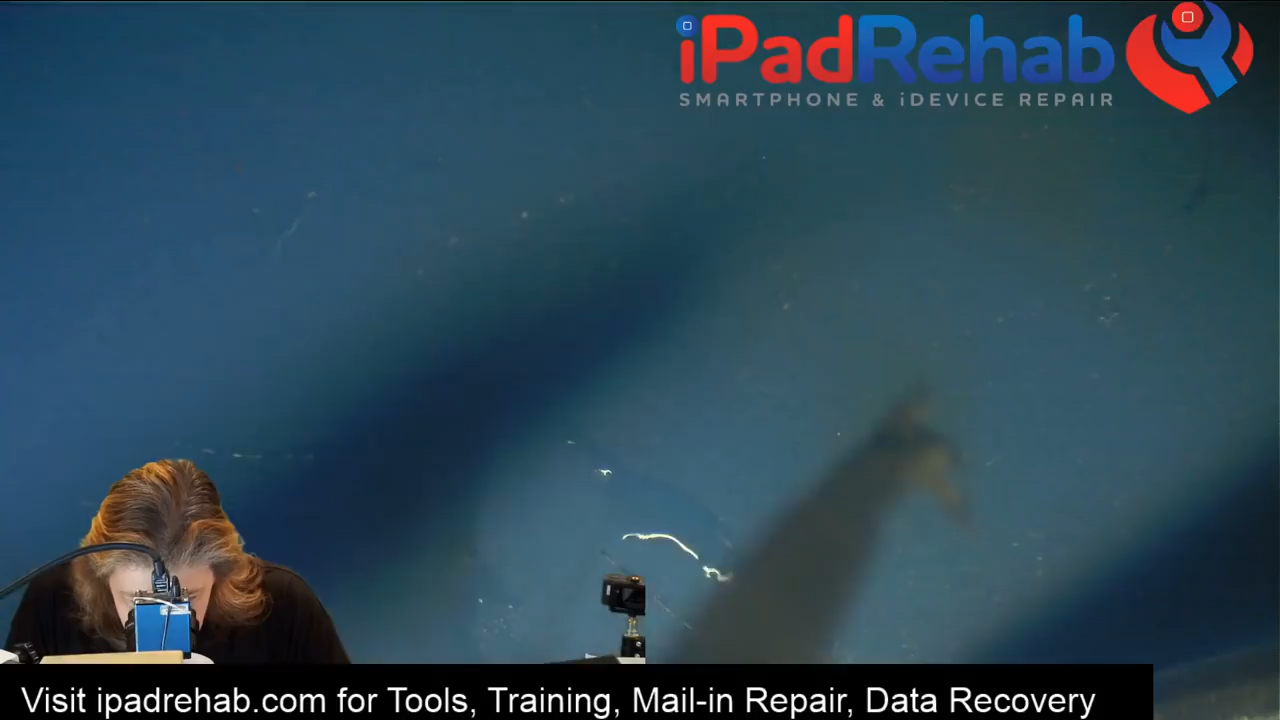 iPadRehab
SMARTPHONE & iDEVICE REPAIR
Visit ipadrehab.com for Tools, Training, Mail-in Repair, Data Recovery